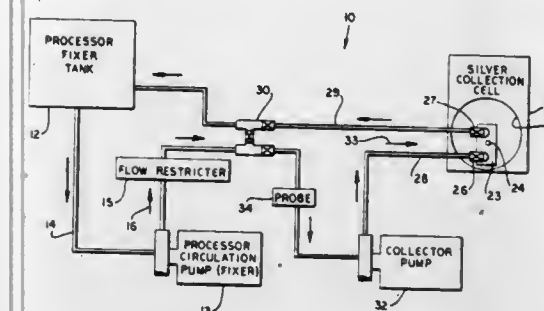 10
PROCESSOR
FIXER
TANK
12
30
29
SILVER
COLLECTION
CELL
27
33
24
23
26
28
FLOW RESTRICTER
15
16
14
34
PROBE
PROCESSOR
CIRCULATION
PUMP (FIXER)
COLLECTOR
PUMP
32